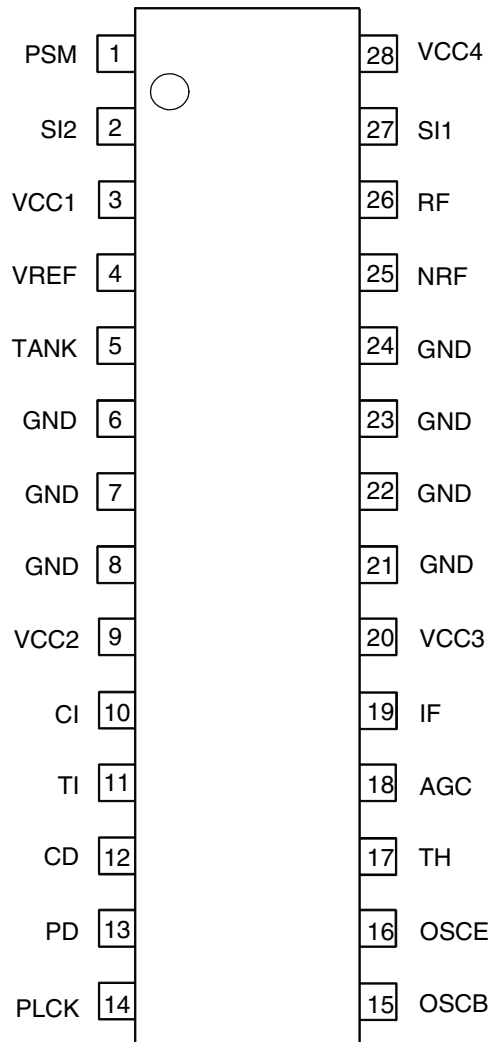 PSM 1 28 VCC4
SI2 2 27 SI1
VCC1 3 26 RF
VREF 4 25 NRF
TANK 5 24 GND
GND 6 23 GND
GND 7 22 GND
GND 8 21 GND
VCC2 9 20 VCC3
CI 10 19 IF
TI 11 18 AGC
CD 12 17 TH
PD 13 16 OSCE
PLCK 14 15 OSCB